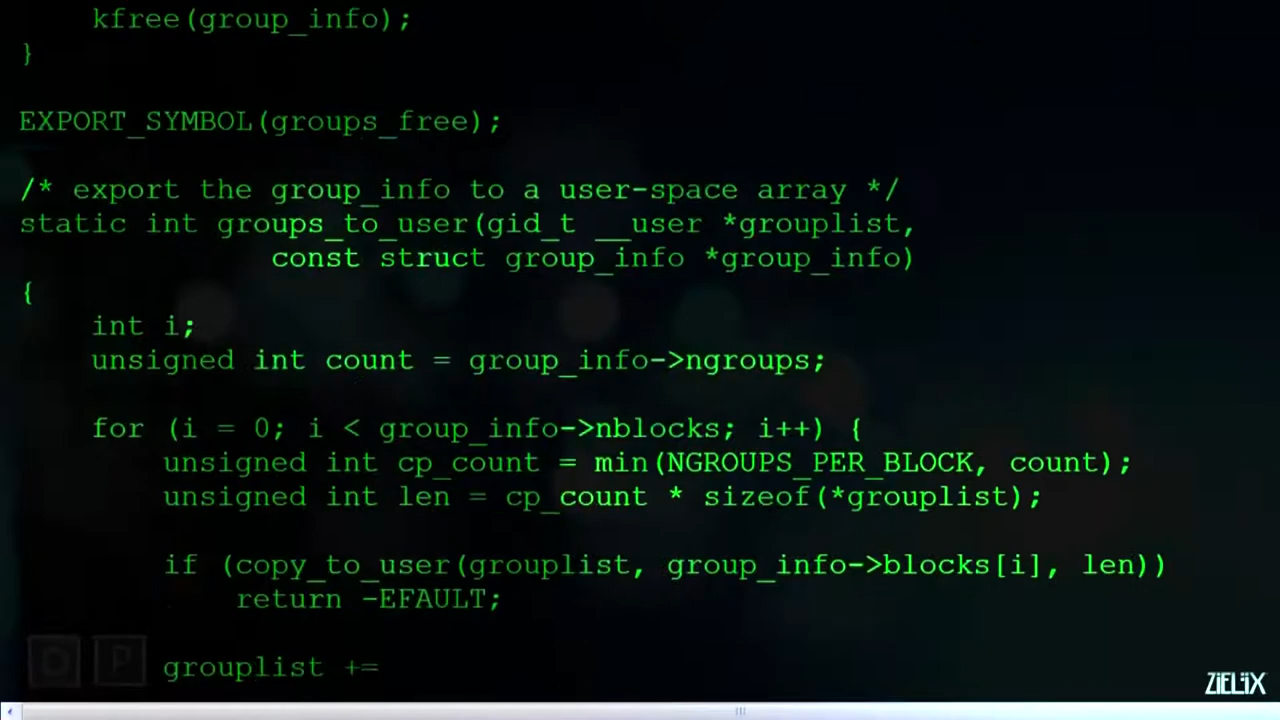 kfree(group_info);
}
EXPORT_SYMBOL(groups_free);
/* export the group_info to a user-space array */
static int groups_to_user(gid_t __user *grouplist,
const struct group_info *group_info)
{
int i;
unsigned int count = group_info->ngroups;
for (i = 0; i < group_info->nblocks; i++) {
unsigned int cp_count = min(NGROUPS_PER_BLOCK, count);
unsigned int len = cp_count * sizeof(*grouplist);
if (copy_to_user(grouplist, group_info->blocks[i], len))
return -EFAULT;
grouplist +=
O P
ZiELiX